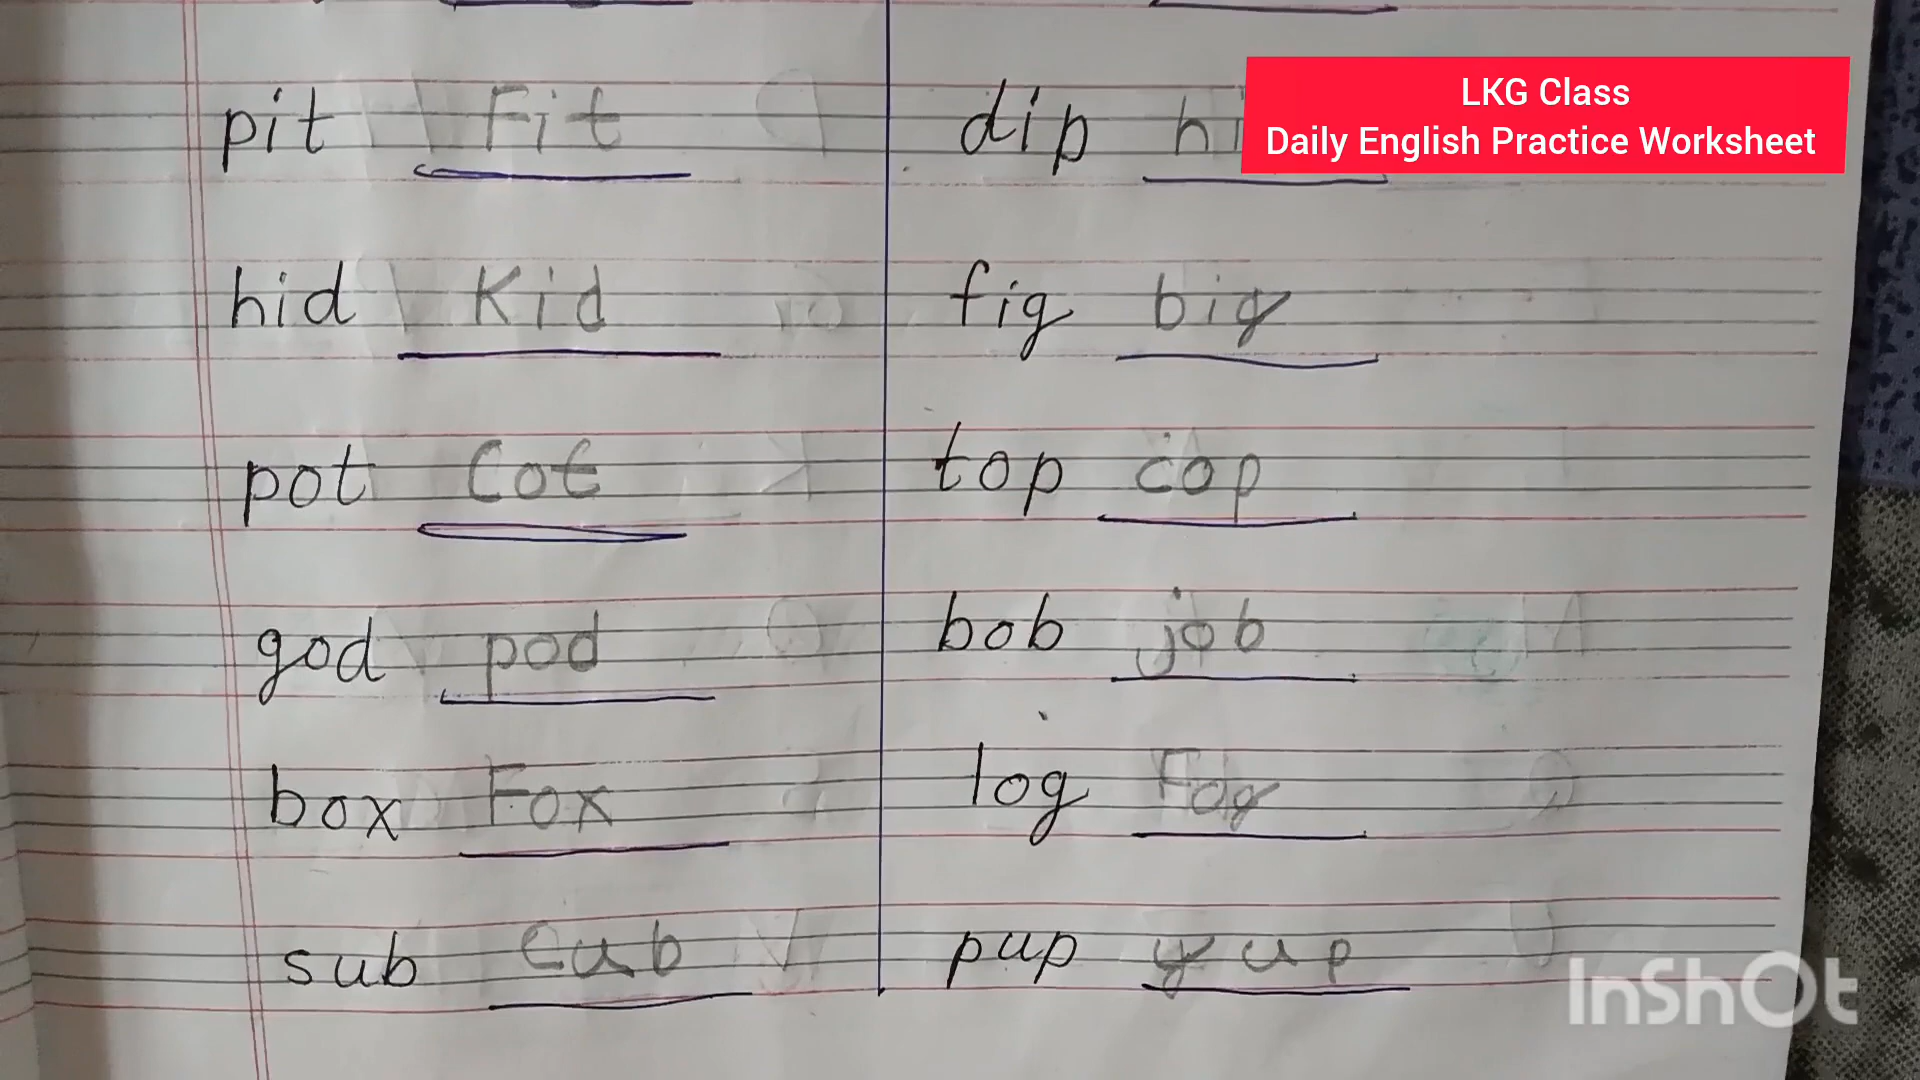 LKG Class
Daily English Practice Worksheet
pit Fit dip
hid Kid fig big
pot Cot top cop
god pod bob job
box Fox log Fog
sub Cub pup yup
InShOt